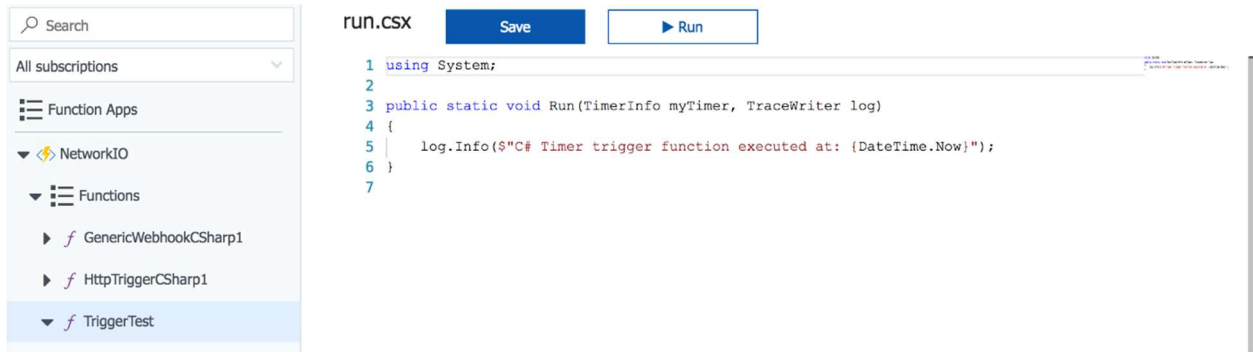 Search
All subscriptions
Function Apps
NetworkIO
Functions
f GenericWebhookCSharp1
f HttpTriggerCSharp1
f TriggerTest
run.csx
Save
Run
1 using System;
2
3 public static void Run(TimerInfo myTimer, TraceWriter log)
4 {
5 log.Info($"C# Timer trigger function executed at: {DateTime.Now}");
6 }
7